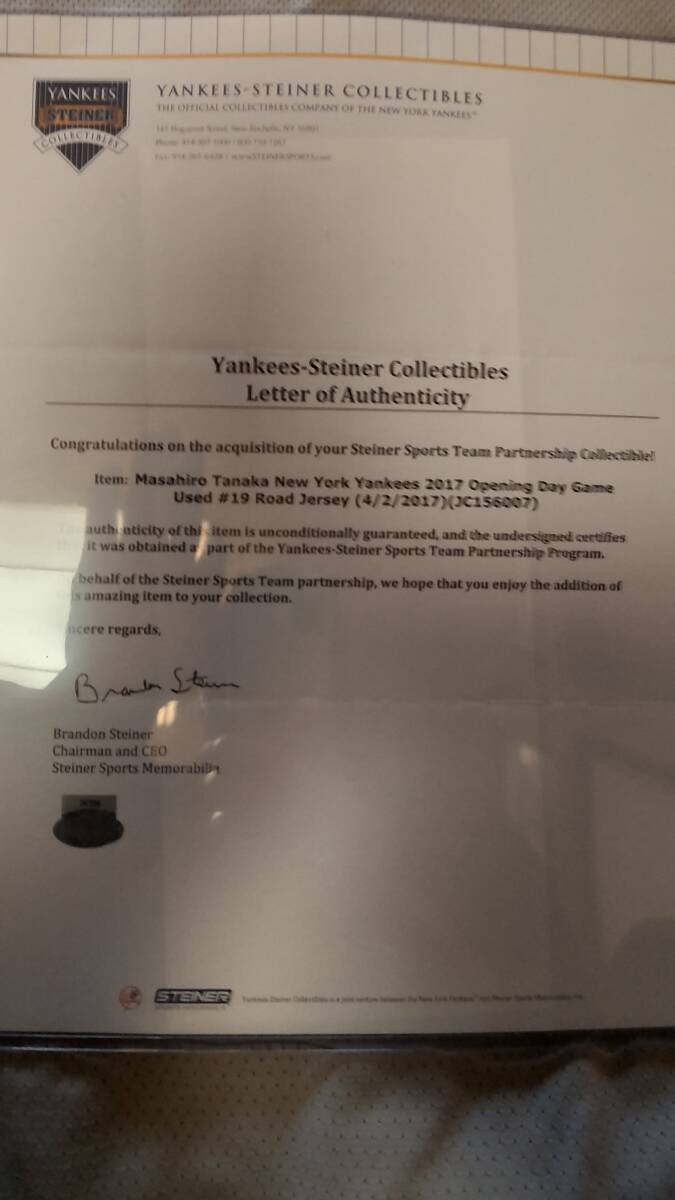 YANKEES
STEINER
COLLECTIBLES
YANKEES-STEINER COLLECTIBLES
THE OFFICIAL COLLECTIBLES COMPANY OF THE NEW YORK YANKEES™
Yankees-Steiner Collectibles
Letter of Authenticity
Congratulations on the acquisition of your Steiner Sports Team Partnership Collectible!
Item: Masahiro Tanaka New York Yankees 2017 Opening Day Game
Used #19 Road Jersey (4/2/2017)(JC156007)
authenticity of this item is unconditionally guaranteed, and the undersigned certifies
it was obtained as part of the Yankees-Steiner Sports Team Partnership Program.
behalf of the Steiner Sports Team partnership, we hope that you enjoy the addition of
is amazing item to your collection.
ncere regards,
Brandon Steiner
Brandon Steiner
Chairman and CEO
Steiner Sports Memorabilia
STEINER